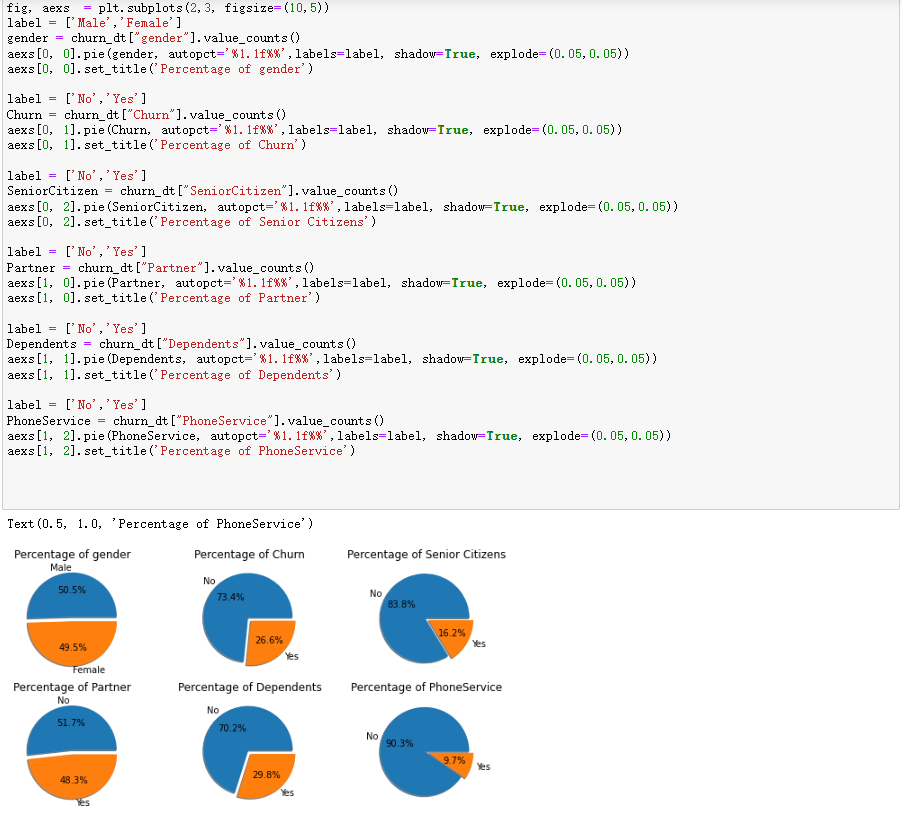 fig, aexs  = plt.subplots(2,3, figsize=(10,5))
label = ['Male','Female']
gender = churn_dt["gender"].value_counts()
aexs[0, 0].pie(gender, autopct='%1.1f%%',labels=label, shadow=True, explode=(0.05,0.05))
aexs[0, 0].set_title('Percentage of gender')
label = ['No','Yes']
Churn = churn_dt["Churn"].value_counts()
aexs[0, 1].pie(Churn, autopct='%1.1f%%',labels=label, shadow=True, explode=(0.05,0.05))
aexs[0, 1].set_title('Percentage of Churn')
label = ['No','Yes']
SeniorCitizen = churn_dt["SeniorCitizen"].value_counts()
aexs[0, 2].pie(SeniorCitizen, autopct='%1.1f%%',labels=label, shadow=True, explode=(0.05,0.05))
aexs[0, 2].set_title('Percentage of Senior Citizens')
label = ['No','Yes']
Partner = churn_dt["Partner"].value_counts()
aexs[1, 0].pie(Partner, autopct='%1.1f%%',labels=label, shadow=True, explode=(0.05,0.05))
aexs[1, 0].set_title('Percentage of Partner')
label = ['No','Yes']
Dependents = churn_dt["Dependents"].value_counts()
aexs[1, 1].pie(Dependents, autopct='%1.1f%%',labels=label, shadow=True, explode=(0.05,0.05))
aexs[1, 1].set_title('Percentage of Dependents')
label = ['No','Yes']
PhoneService = churn_dt["PhoneService"].value_counts()
aexs[1, 2].pie(PhoneService, autopct='%1.1f%%',labels=label, shadow=True, explode=(0.05,0.05))
aexs[1, 2].set_title('Percentage of PhoneService')
Text(0.5, 1.0, 'Percentage of PhoneService')
Percentage of gender
Male
50.5%
49.5%
Female
Percentage of Churn
No
73.4%
26.6%
Yes
Percentage of Senior Citizens
No
83.8%
16.2%
Yes
Percentage of Partner
No
51.7%
48.3%
Yes
Percentage of Dependents
No
70.2%
29.8%
Yes
Percentage of PhoneService
No
90.3%
9.7%
Yes